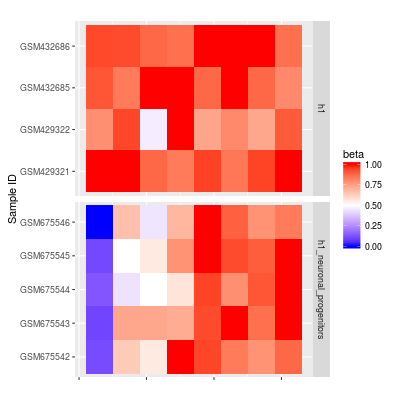 GSM432686
GSM432685
GSM429322
GSM429321
h1
GSM675546
GSM675545
GSM675544
GSM675543
GSM675542
h1_neuronal_progenitors
Sample ID
beta
1.00
0.75
0.50
0.25
0.00